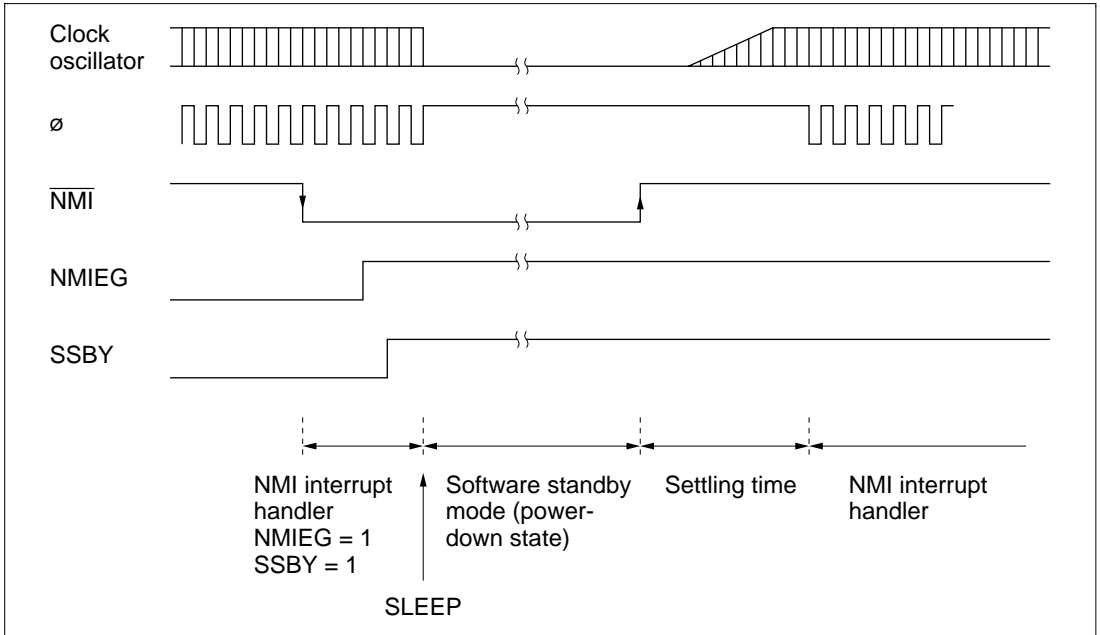 Clock
oscillator
ø
NMI
NMIEG
SSBY
NMI interrupt
handler
NMIEG = 1
SSBY = 1
Software standby
mode (power-
down state)
Settling time
NMI interrupt
handler
SLEEP